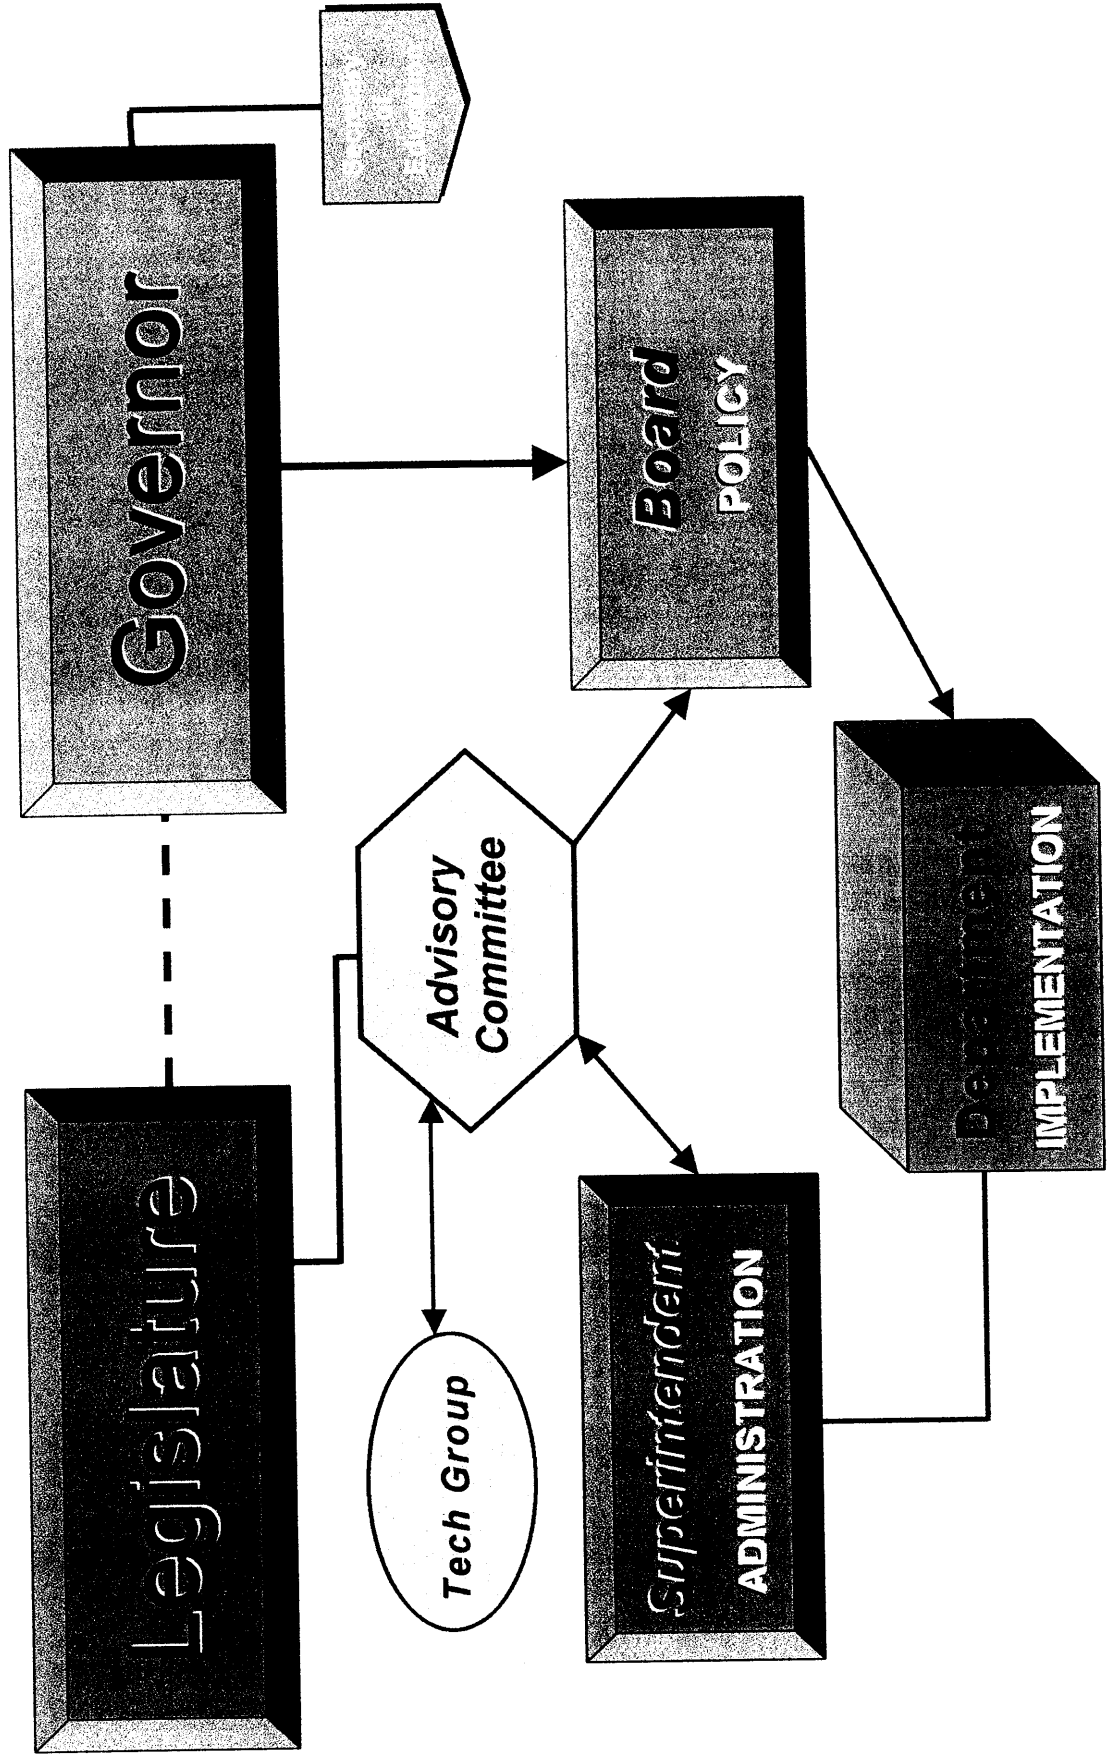 Legislature
Governor
Advisory
Committee
Tech Group
Superintendent
ADMINISTRATION
Board
POLICY
Department
IMPLEMENTATION